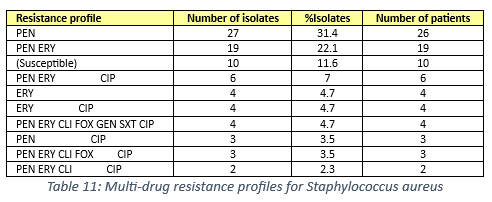 Resistance profile Number of isolates %Isolates Number of patients
PEN 27 31.4 26
PEN ERY 19 22.1 19
(Susceptible) 10 11.6 10
PEN ERY CIP 6 7 6
ERY 4 4.7 4
ERY CIP 4 4.7 4
PEN ERY CLI FOX GEN SXT CIP 4 4.7 4
PEN CIP 3 3.5 3
PEN ERY CLI FOX CIP 3 3.5 3
PEN ERY CLI CIP 2 2.3 2
Table 11: Multi-drug resistance profiles for Staphylococcus aureus